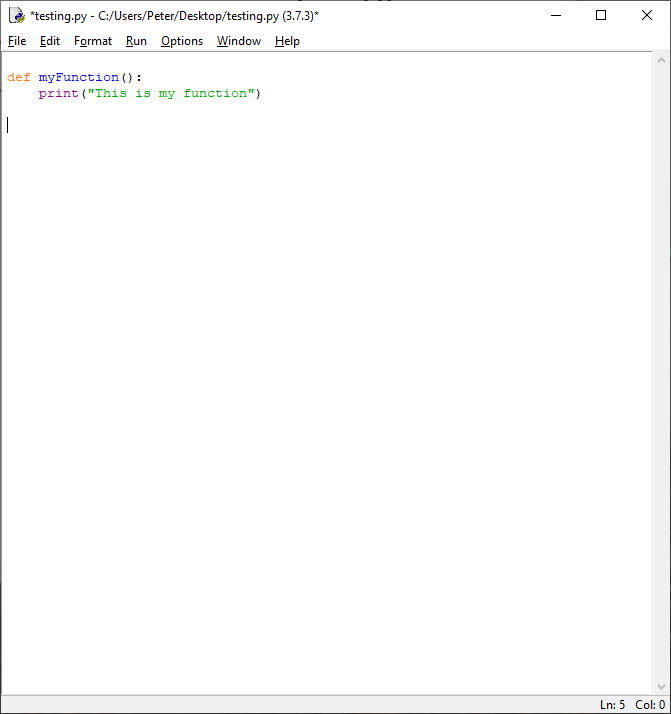 *testing.py - C:/Users/Peter/Desktop/testing.py (3.7.3)*
File Edit Format Run Options Window Help
def myFunction():
    print("This is my function")
Ln: 5 Col: 0